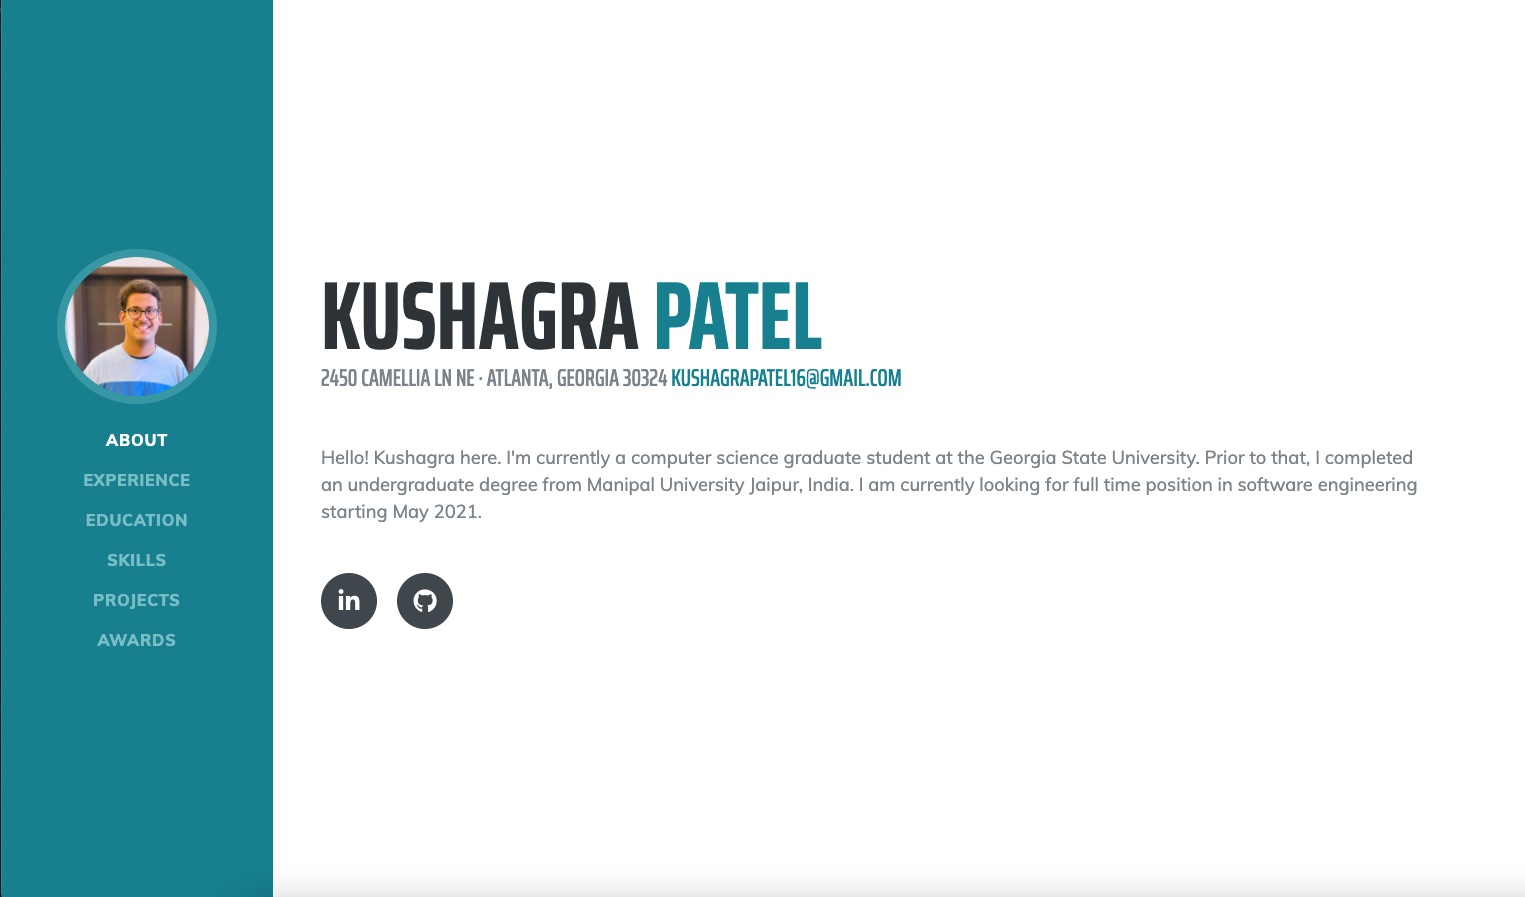 ABOUT
EXPERIENCE
EDUCATION
SKILLS
PROJECTS
AWARDS
KUSHAGRA PATEL
2450 CAMELLIA LN NE · ATLANTA, GEORGIA 30324 KUSHAGRAPATEL16@GMAIL.COM
Hello! Kushagra here. I'm currently a computer science graduate student at the Georgia State University. Prior to that, I completed
an undergraduate degree from Manipal University Jaipur, India. I am currently looking for full time position in software engineering
starting May 2021.
in